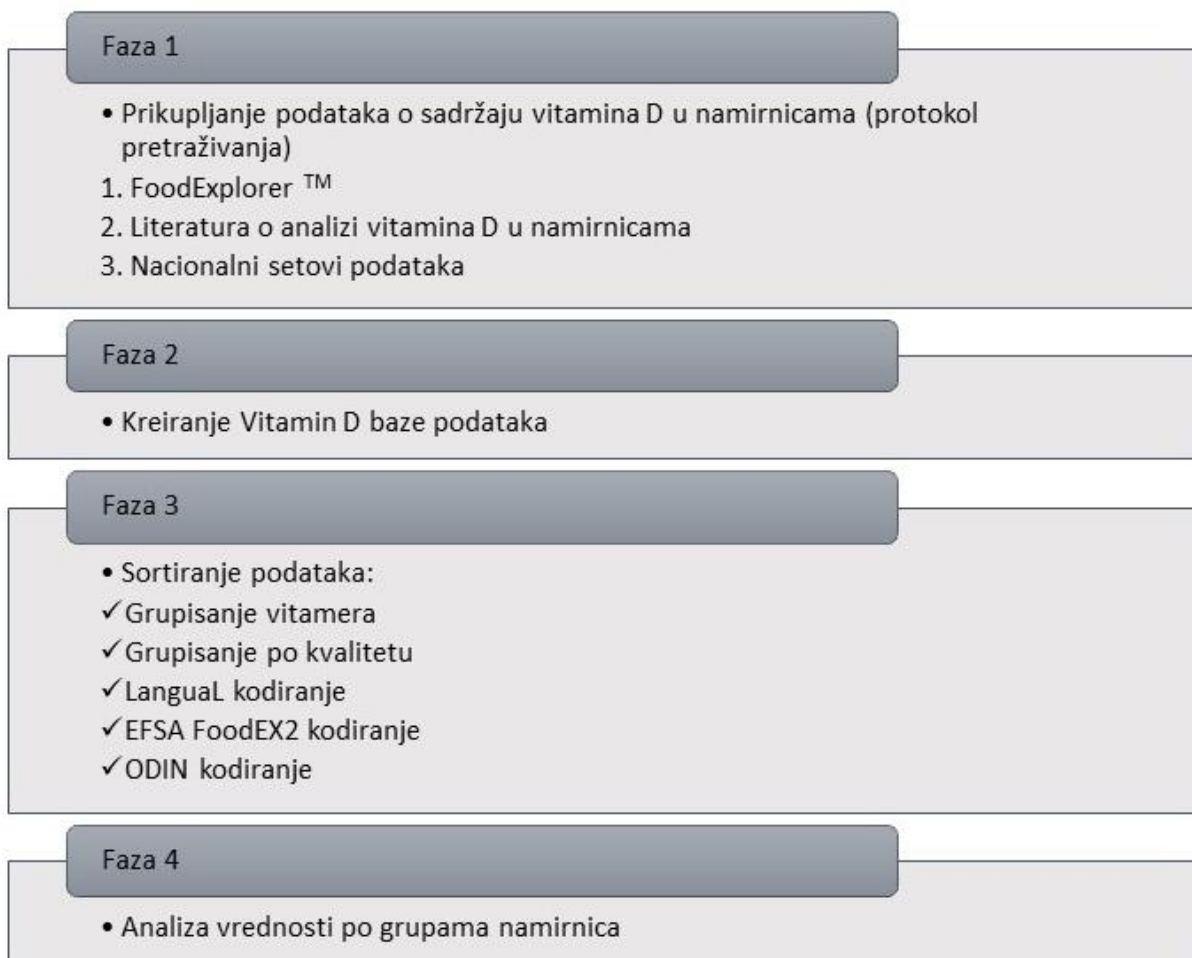 Faza 1
• Prikupljanje podataka o sadržaju vitamina D u namirnicama (protokol
pretraživanja)
1. FoodExplorer TM
2. Literatura o analizi vitamina D u namirnicama
3. Nacionalni setovi podataka
Faza 2
• Kreiranje Vitamin D baze podataka
Faza 3
• Sortiranje podataka:
✓Grupisanje vitamera
✓Grupisanje po kvalitetu
✓LanguaL kodiranje
✓EFSA FoodEX2 kodiranje
✓ODIN kodiranje
Faza 4
• Analiza vrednosti po grupama namirnica